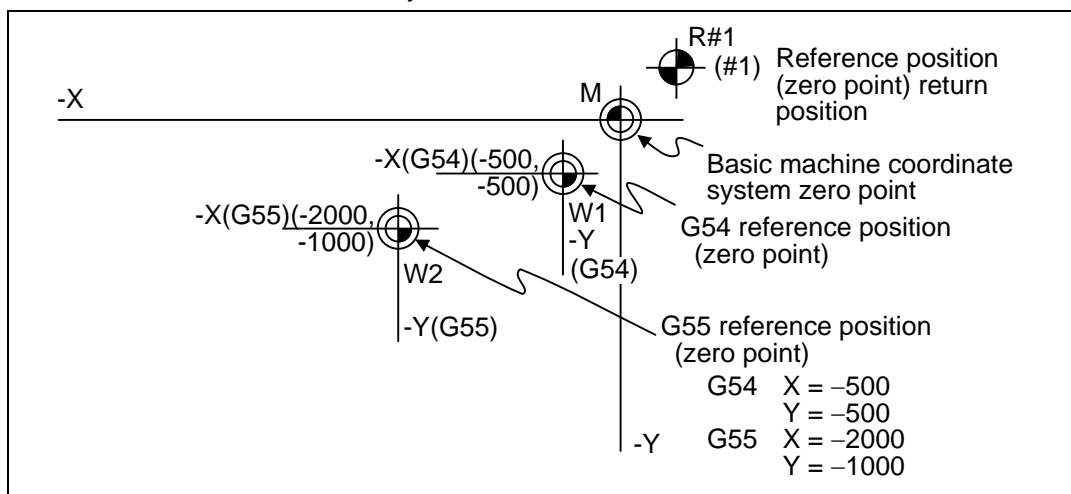 R#1
(#1)
Reference position
(zero point) return
position
-X
M
-X(G54)(-500,
-500)
Basic machine coordinate
system zero point
W1
-Y
(G54)
G54 reference position
(zero point)
-X(G55)(-2000,
-1000)
W2
-Y(G55)
G55 reference position
(zero point)
G54 X = −500
Y = −500
G55 X = −2000
Y = −1000
-Y